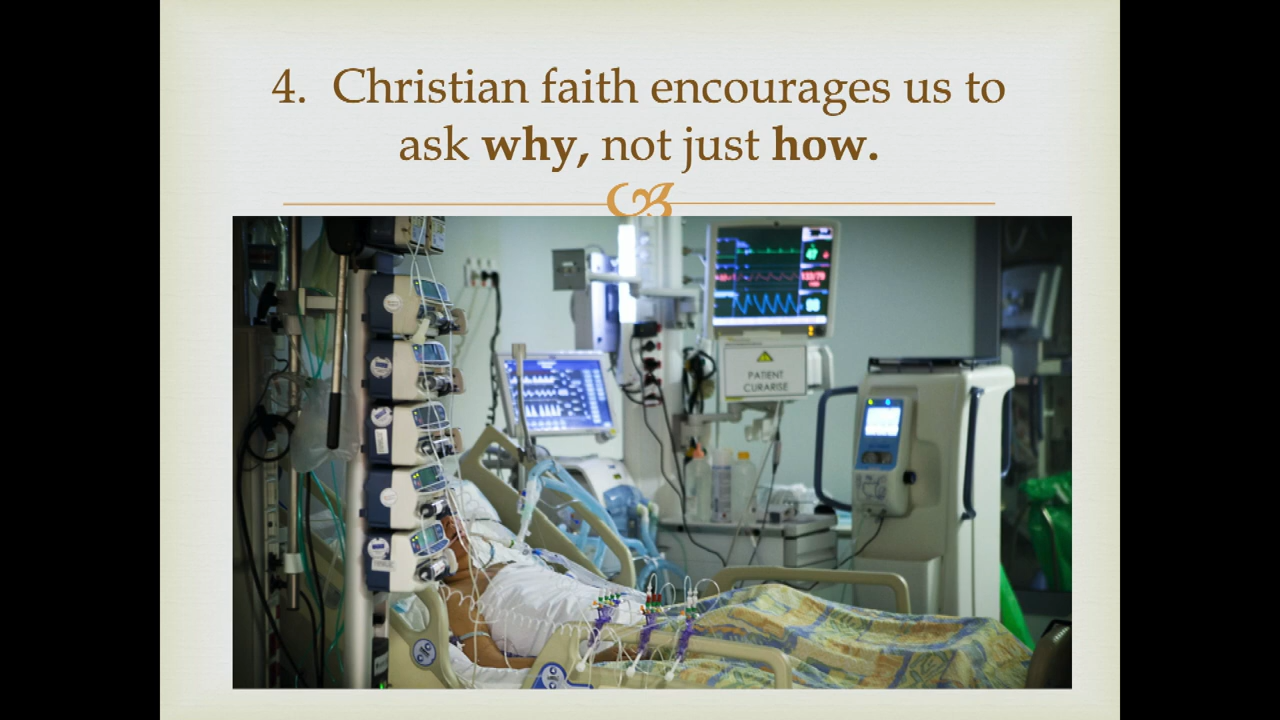 4. Christian faith encourages us to
ask why, not just how.
PATIENT
CURARISE